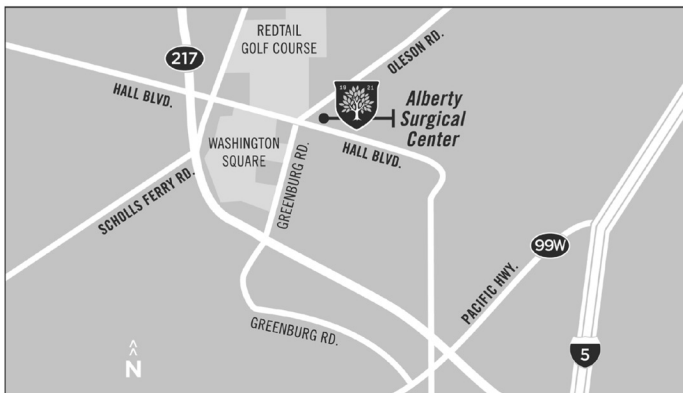 REDTAIL
GOLF COURSE
217
OLESON RD.
HALL BLVD.
19 21
Alberty
Surgical
Center
WASHINGTON
SQUARE
HALL BLVD.
GREENBURG RD.
SCHOLLS FERRY RD.
99W
PACIFIC HWY.
GREENBURG RD.
5
N